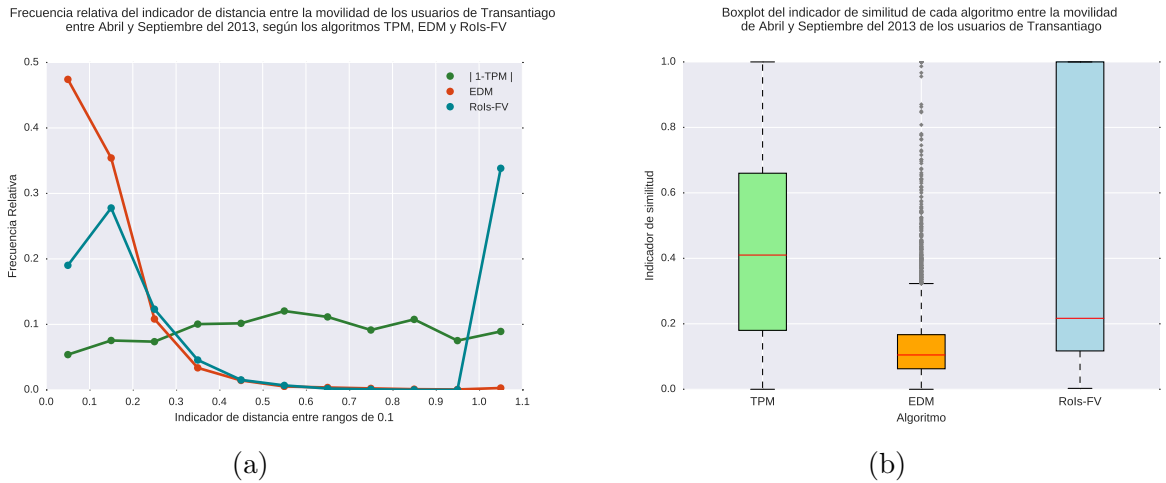 Frecuencia relativa del indicador de distancia entre la movilidad de los usuarios de Transantiago
entre Abril y Septiembre del 2013, según los algoritmos TPM, EDM y RoIs-FV
0.5
0.4
0.3
0.2
0.1
0.0
Frecuencia Relativa
| 1-TPM |
EDM
RoIs-FV
0.0 0.1 0.2 0.3 0.4 0.5 0.6 0.7 0.8 0.9 1.0 1.1
Indicador de distancia entre rangos de 0.1
(a)
Boxplot del indicador de similitud de cada algoritmo entre la movilidad
de Abril y Septiembre del 2013 de los usuarios de Transantiago
1.0
0.8
0.6
0.4
0.2
0.0
Indicador de similitud
TPM EDM RoIs-FV
Algoritmo
(b)